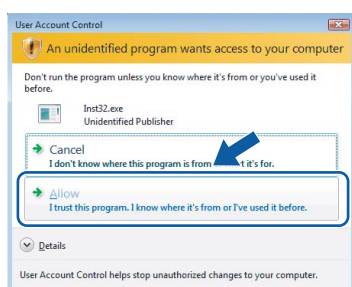 User Account Control
An unidentified program wants access to your computer
Don't run the program unless you know where it's from or you've used it
before.
Inst32.exe
Unidentified Publisher
Cancel
I don't know where this program is from t it's for.
Allow
I trust this program. I know where it's from or I've used it before.
Details
User Account Control helps stop unauthorized changes to your computer.